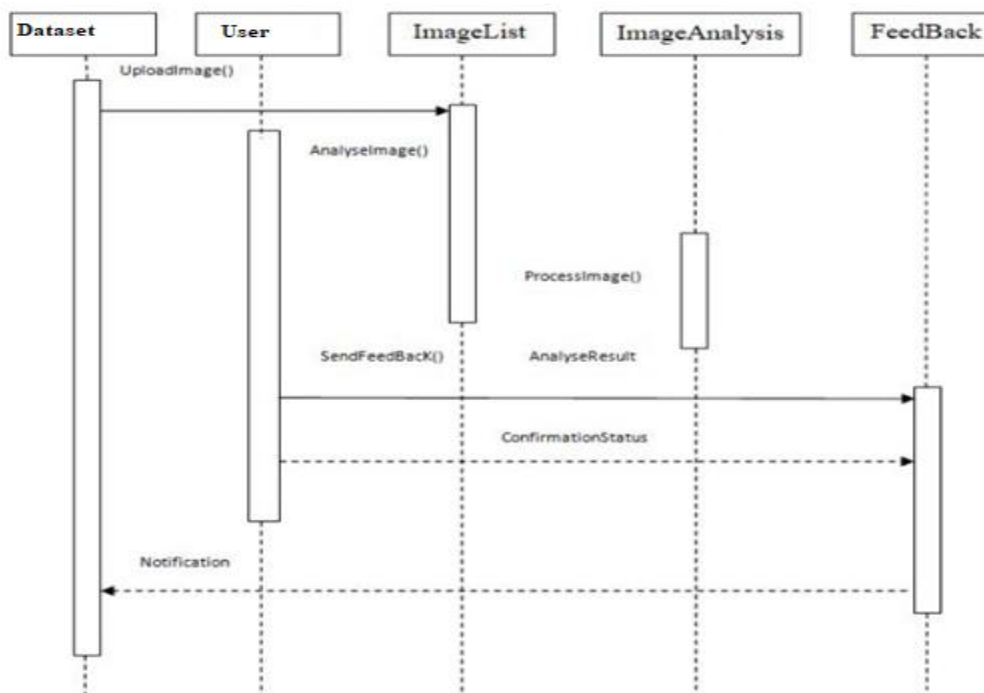 Dataset
User
ImageList
ImageAnalysis
FeedBack
UploadImage()
AnalyseImage()
ProcessImage()
SendFeedBacK()
AnalyseResult
ConfirmationStatus
Notification